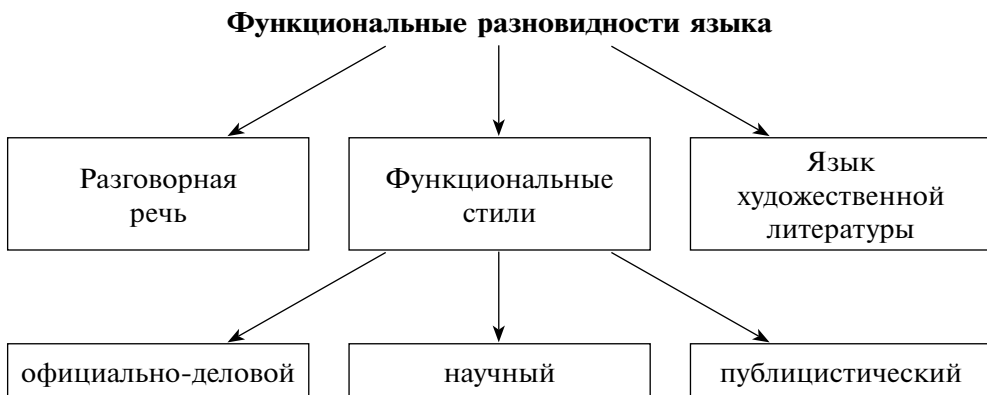 Функциональные разновидности языка
Разговорная
речь
Функциональные
стили
Язык
художественной
литературы
официально-деловой
научный
публицистический